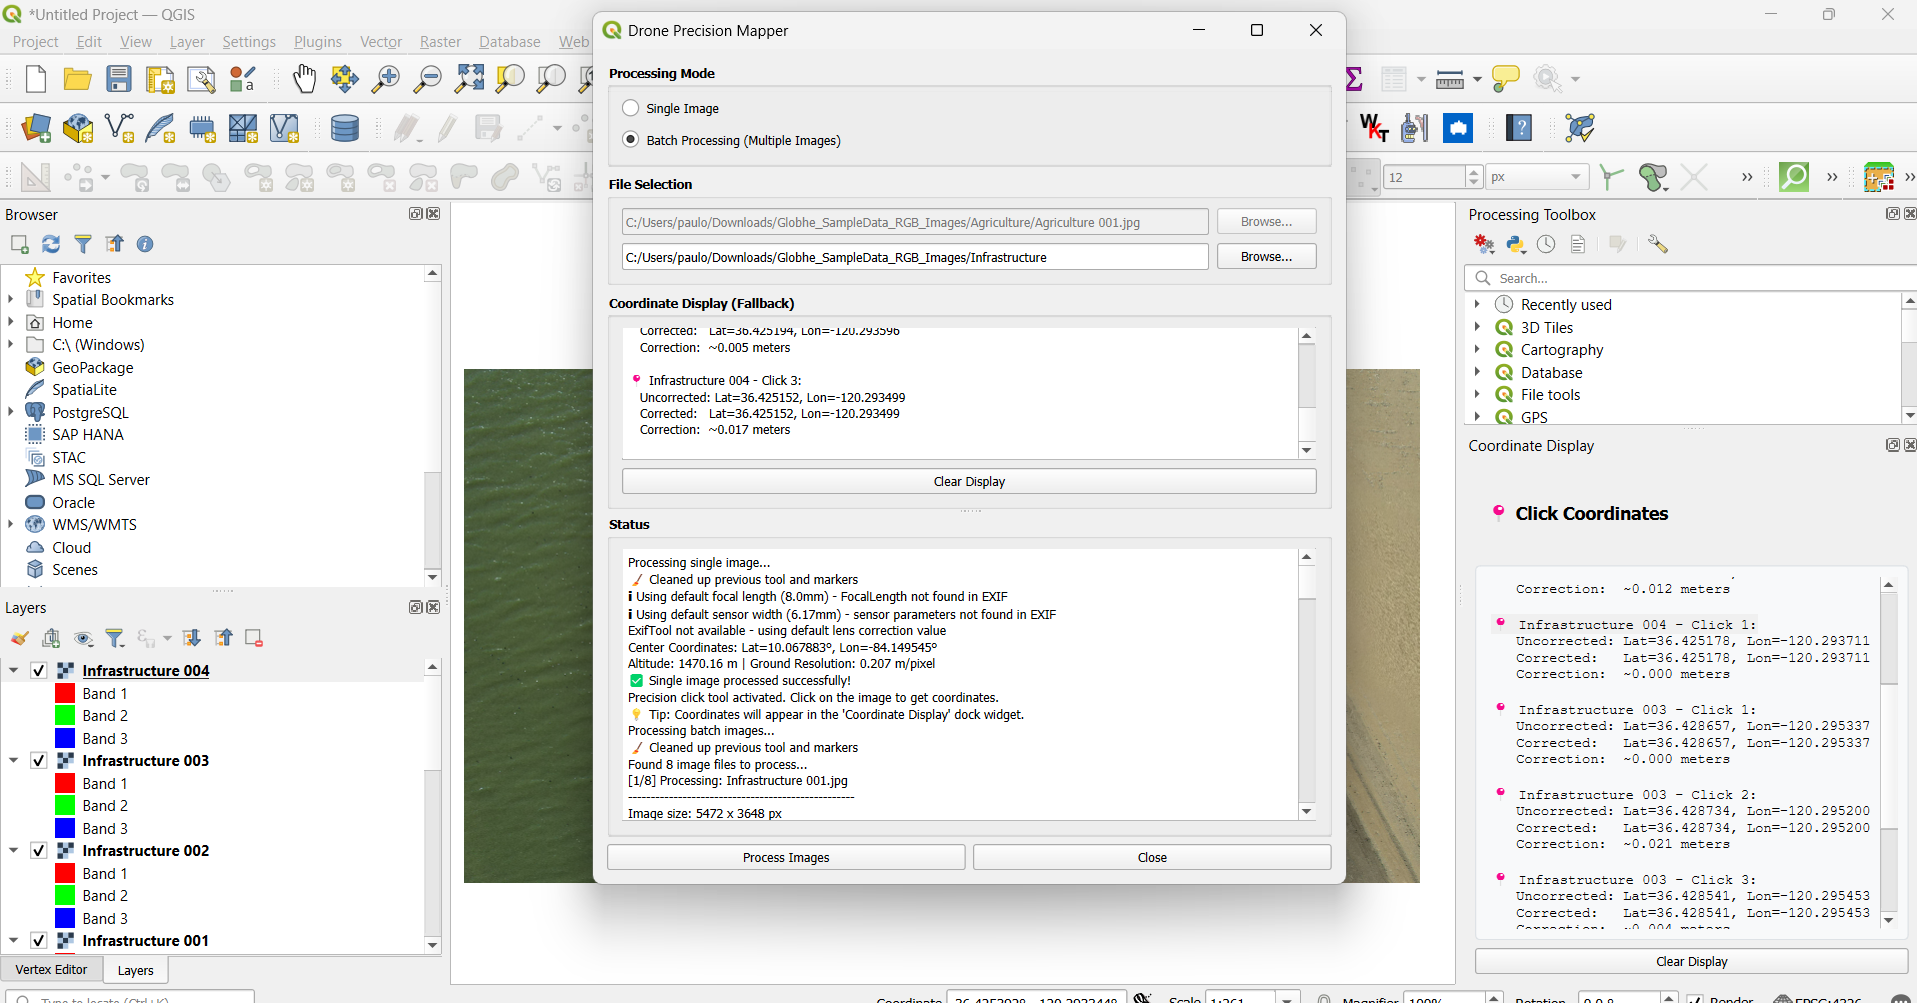 *Untitled Project — QGIS
Project Edit View Layer Settings Plugins Vector Raster Database Web
12 px
Browser
Favorites
Spatial Bookmarks
Home
C:\ (Windows)
GeoPackage
SpatiaLite
PostgreSQL
SAP HANA
STAC
MS SQL Server
Oracle
WMS/WMTS
Cloud
Scenes
Layers
Infrastructure 004
Band 1
Band 2
Band 3
Infrastructure 003
Band 1
Band 2
Band 3
Infrastructure 002
Band 1
Band 2
Band 3
Infrastructure 001
Vertex Editor Layers
Type to locate (Ctrl+K)
Drone Precision Mapper
Processing Mode
Single Image
Batch Processing (Multiple Images)
File Selection
C:/Users/paulo/Downloads/Globhe_SampleData_RGB_Images/Agriculture/Agriculture 001.jpg Browse...
C:/Users/paulo/Downloads/Globhe_SampleData_RGB_Images/Infrastructure Browse...
Coordinate Display (Fallback)
Corrected: Lat=36.425194, Lon=-120.293596
Correction: ~0.005 meters
Infrastructure 004 - Click 3:
Uncorrected: Lat=36.425152, Lon=-120.293499
Corrected: Lat=36.425152, Lon=-120.293499
Correction: ~0.017 meters
Clear Display
Status
Processing single image...
Cleaned up previous tool and markers
ℹ Using default focal length (8.0mm) - FocalLength not found in EXIF
ℹ Using default sensor width (6.17mm) - sensor parameters not found in EXIF
ExifTool not available - using default lens correction value
Center Coordinates: Lat=10.067883°, Lon=-84.149545°
Altitude: 1470.16 m | Ground Resolution: 0.207 m/pixel
✅ Single image processed successfully!
Precision click tool activated. Click on the image to get coordinates.
Tip: Coordinates will appear in the 'Coordinate Display' dock widget.
Processing batch images...
Cleaned up previous tool and markers
Found 8 image files to process...
[1/8] Processing: Infrastructure 001.jpg
--------------------------------------------------
Image size: 5472 x 3648 px
Process Images Close
Processing Toolbox
Search...
Recently used
3D Tiles
Cartography
Database
File tools
GPS
Coordinate Display
Click Coordinates
Correction: ~0.012 meters
Infrastructure 004 - Click 1:
Uncorrected: Lat=36.425178, Lon=-120.293711
Corrected: Lat=36.425178, Lon=-120.293711
Correction: ~0.000 meters
Infrastructure 003 - Click 1:
Uncorrected: Lat=36.428657, Lon=-120.295337
Corrected: Lat=36.428657, Lon=-120.295337
Correction: ~0.000 meters
Infrastructure 003 - Click 2:
Uncorrected: Lat=36.428734, Lon=-120.295200
Corrected: Lat=36.428734, Lon=-120.295200
Correction: ~0.021 meters
Infrastructure 003 - Click 3:
Uncorrected: Lat=36.428541, Lon=-120.295453
Corrected: Lat=36.428541, Lon=-120.295453
Correction: ~0.004 meters
Clear Display
Coordinate Scale 1:261 Magnifier 100% Rotation 0.0 ° Render EPSG:4326